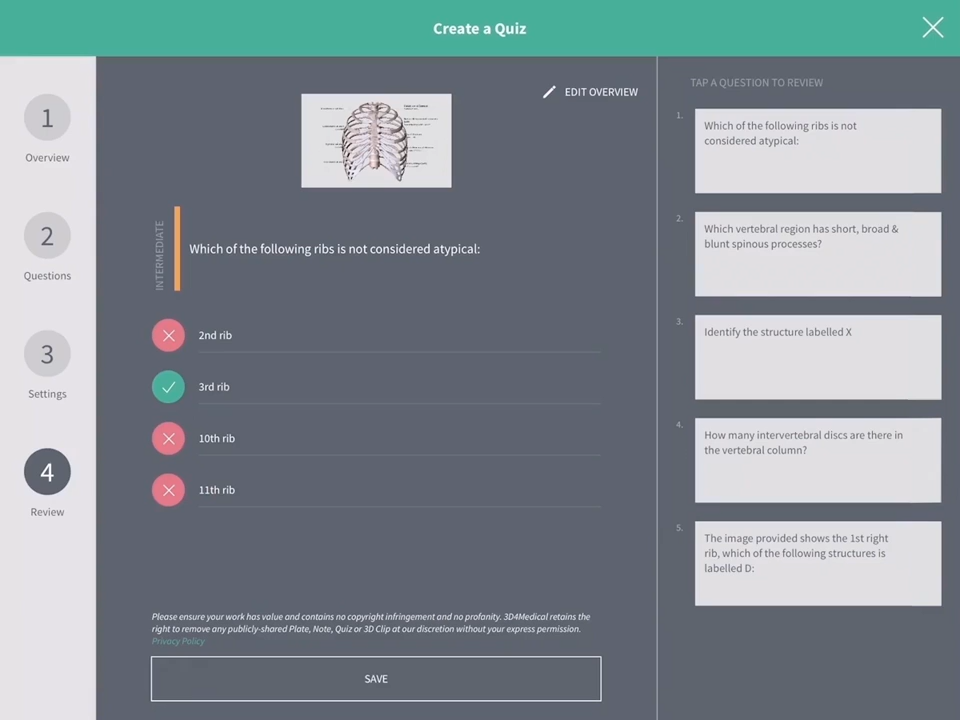 Create a Quiz
1
Overview
2
Questions
3
Settings
4
Review
EDIT OVERVIEW
INTERMEDIATE
Which of the following ribs is not considered atypical:
2nd rib
3rd rib
10th rib
11th rib
Please ensure your work has value and contains no copyright infringement and no profanity. 3D4Medical retains the
right to remove any publicly-shared Plate, Note, Quiz or 3D Clip at our discretion without your express permission.
Privacy Policy
SAVE
TAP A QUESTION TO REVIEW
1.
Which of the following ribs is not
considered atypical:
2.
Which vertebral region has short, broad &
blunt spinous processes?
3.
Identify the structure labelled X
4.
How many intervertebral discs are there in
the vertebral column?
5.
The image provided shows the 1st right
rib, which of the following structures is
labelled D: